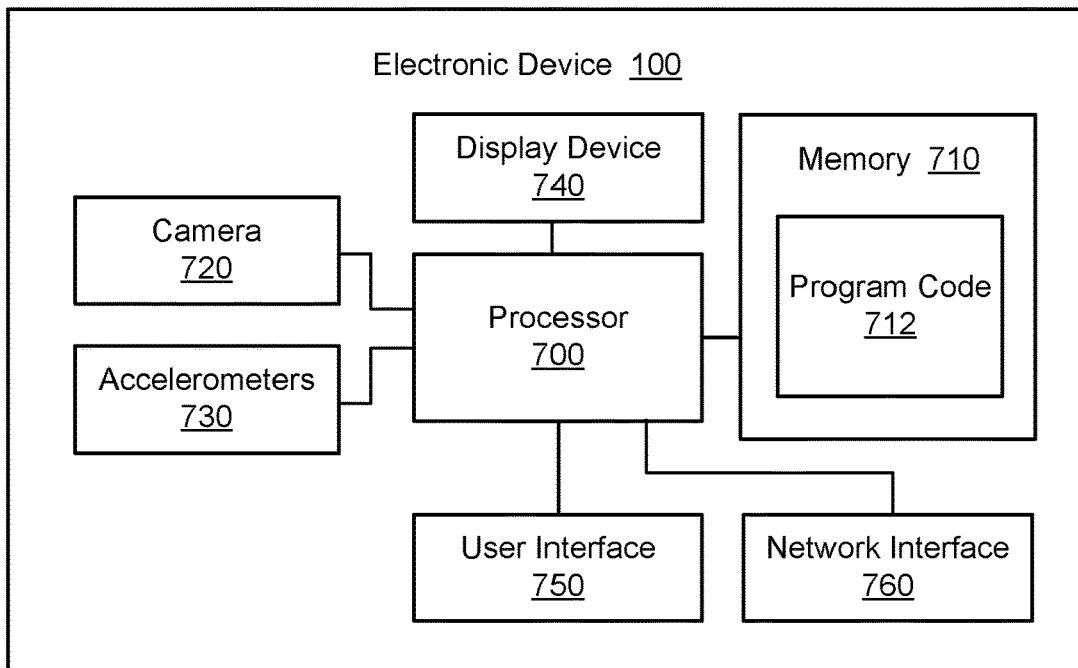 Electronic Device 100
Display Device
740
Memory 710
Camera
720
Program Code
712
Processor
700
Accelerometers
730
User Interface
750
Network Interface
760